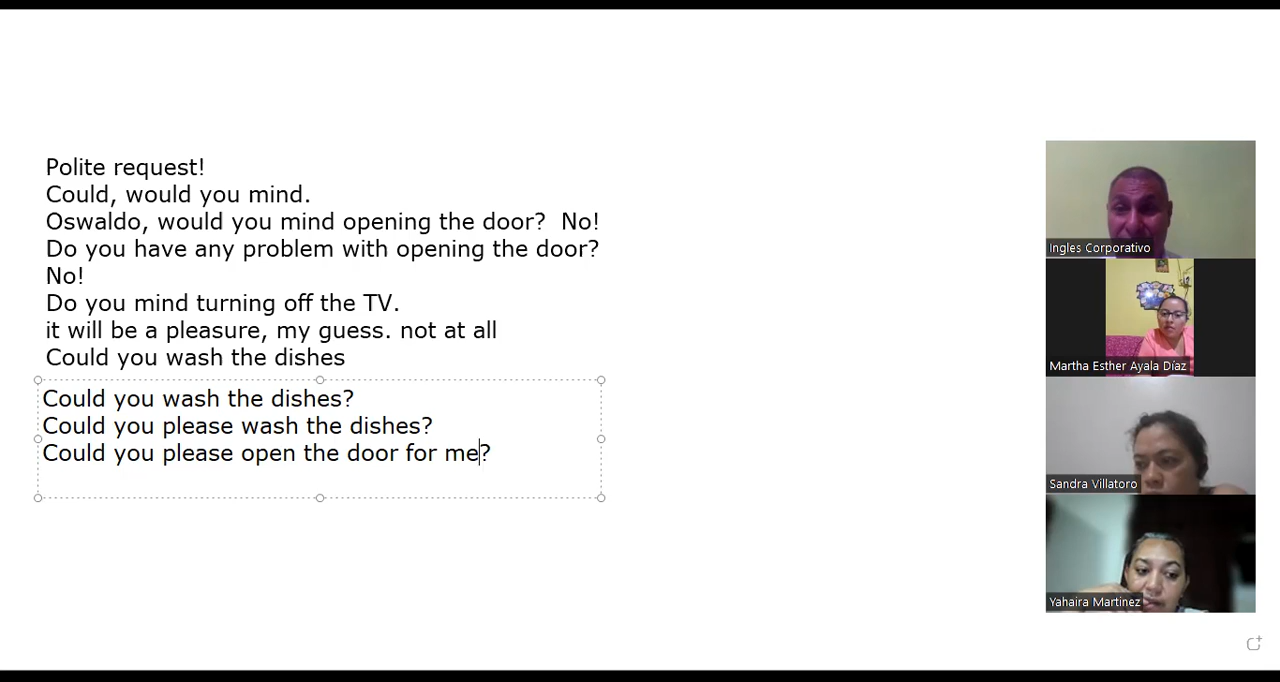 Polite request!
Could, would you mind.
Oswaldo, would you mind opening the door?  No!
Do you have any problem with opening the door?
No!
Do you mind turning off the TV.
it will be a pleasure, my guess. not at all
Could you wash the dishes
Could you wash the dishes?
Could you please wash the dishes?
Could you please open the door for me?
Ingles Corporativo
Martha Esther Ayala Díaz
Sandra Villatoro
Yahaira Martinez